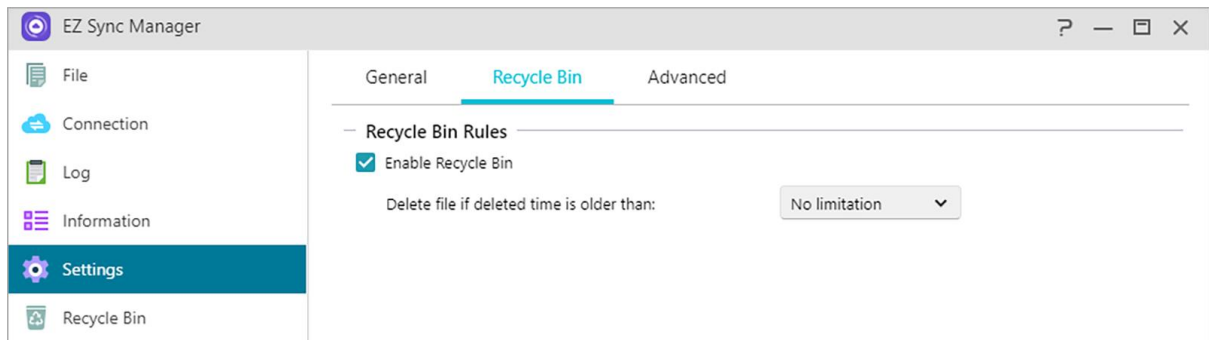 EZ Sync Manager
File
Connection
Log
Information
Settings
Recycle Bin
General Recycle Bin Advanced
Recycle Bin Rules
Enable Recycle Bin
Delete file if deleted time is older than: No limitation